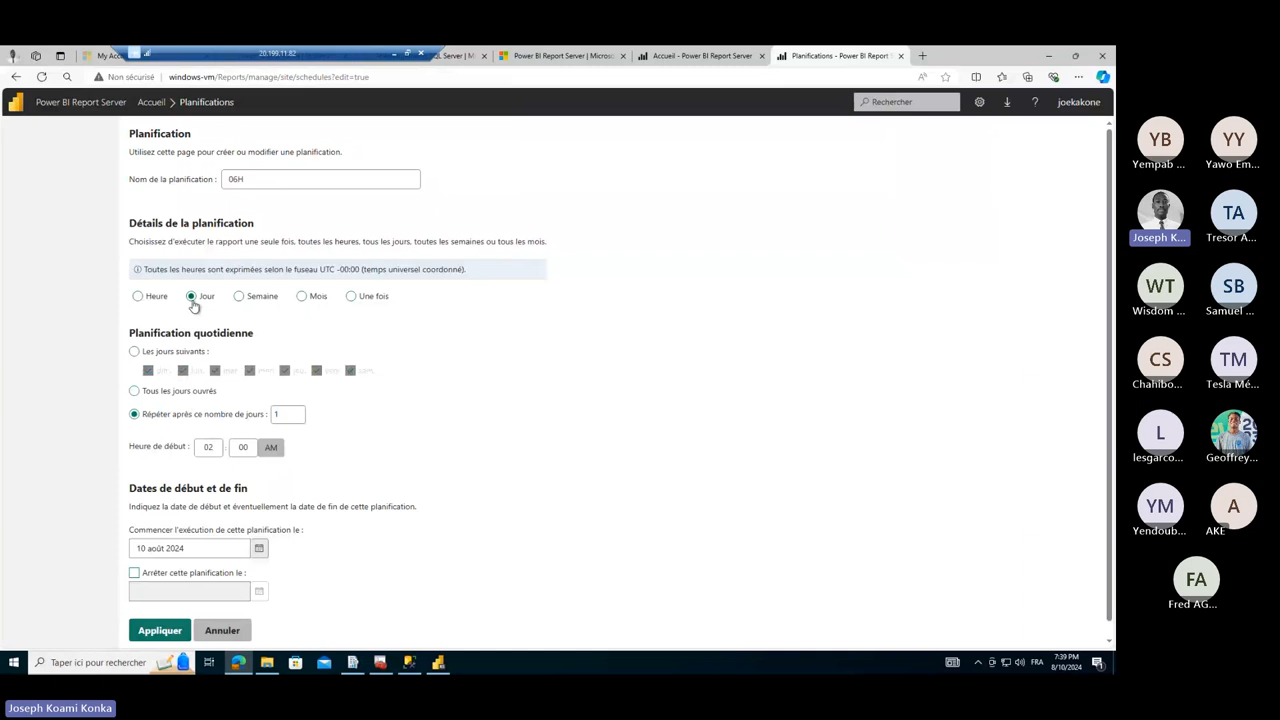 20.199.11.82
My Acc
QL Server | M
Power BI Report Server | Microso
Accueil - Power BI Report Server
Planifications - Power BI Report S
Non sécurisé
windows-vm/Reports/manage/site/schedules?edit=true
Power BI Report Server
Accueil
Planifications
Rechercher
joekakone
Planification
Utilisez cette page pour créer ou modifier une planification.
Nom de la planification :
06H
Détails de la planification
Choisissez d'exécuter le rapport une seule fois, toutes les heures, tous les jours, toutes les semaines ou tous les mois.
Toutes les heures sont exprimées selon le fuseau UTC -00:00 (temps universel coordonné).
Heure
Jour
Semaine
Mois
Une fois
Planification quotidienne
Les jours suivants :
Tous les jours ouvrés
Répéter après ce nombre de jours :
1
Heure de début :
02 : 00 AM
Dates de début et de fin
Indiquez la date de début et éventuellement la date de fin de cette planification.
Commencer l'exécution de cette planification le :
10 août 2024
Arrêter cette planification le :
Appliquer
Annuler
Taper ici pour rechercher
FRA
7:39 PM
8/10/2024
Joseph Koami Konka
YB
Yempab ...
YY
Yawo Em...
Joseph K...
TA
Tresor A...
WT
Wisdom ...
SB
Samuel ...
CS
Chahibo...
TM
Tesla Mé...
L
lesgarco...
Geoffrey...
YM
Yendoub...
A
AKE
FA
Fred AG...